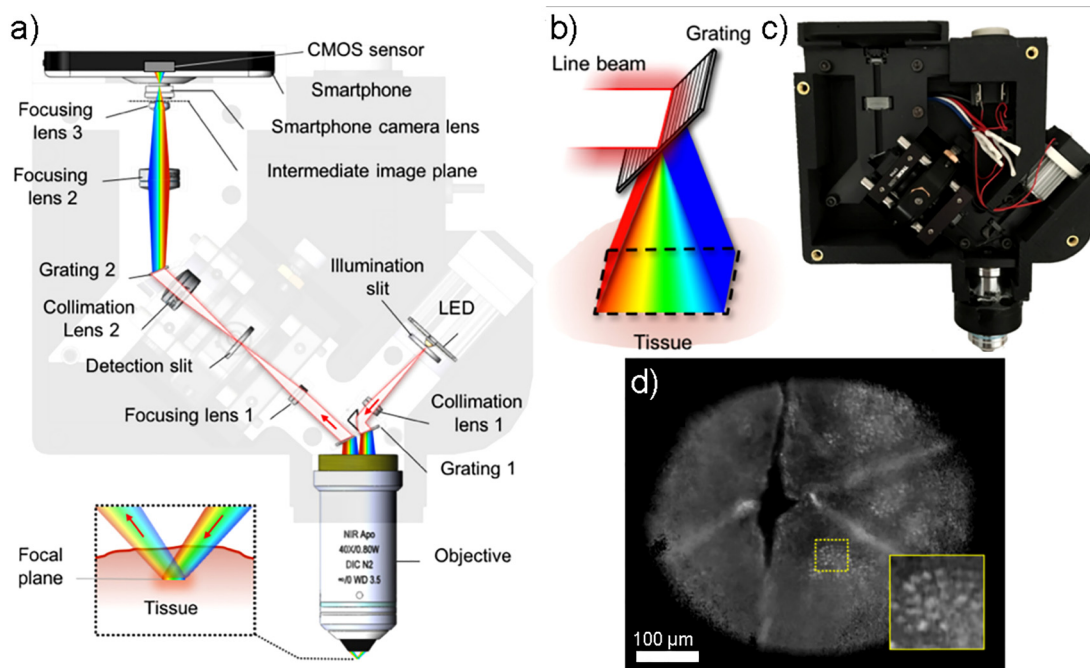 a)
CMOS sensor
Smartphone
Focusing
lens 3
Smartphone camera lens
Intermediate image plane
Focusing
lens 2
Grating 2
Illumination
slit
LED
Collimation
Lens 2
Detection slit
Focusing lens 1
Collimation
lens 1
Grating 1
NIR Apo
40X/0.80W
DIC N2
∞/0 WD 3.5
Objective
Focal
plane
Tissue
b)
Grating
Line beam
Tissue
c)
d)
100 µm